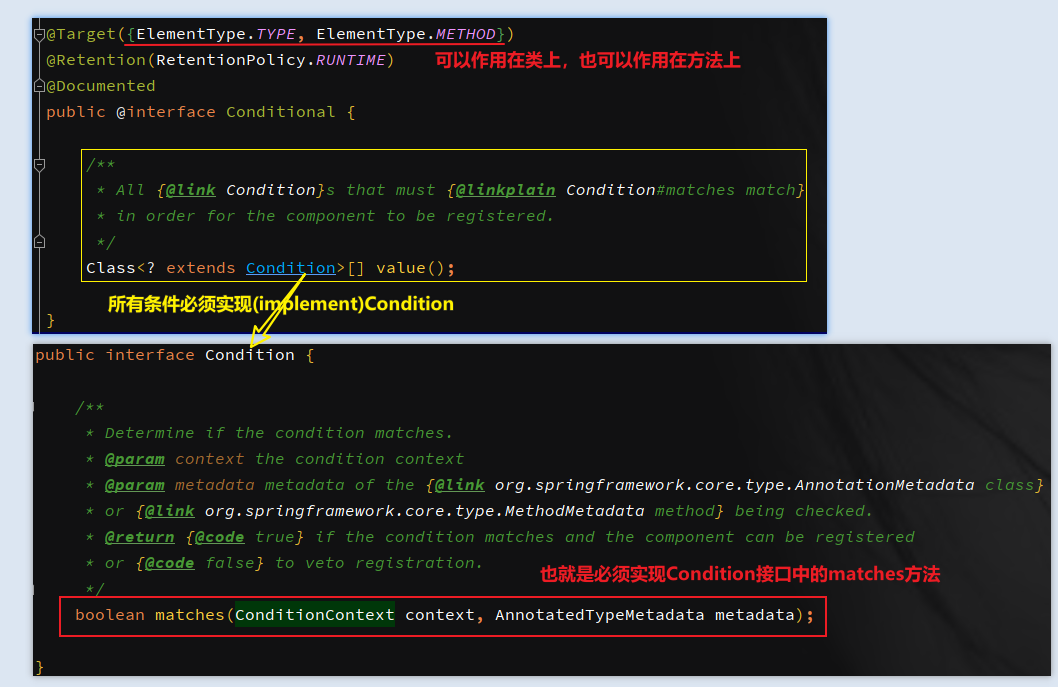 @Target({ElementType.TYPE, ElementType.METHOD})
@Retention(RetentionPolicy.RUNTIME)
可以作用在类上，也可以作用在方法上
@Documented
public @interface Conditional {
/**
* All {@link Condition}s that must {@linkplain Condition#matches match}
* in order for the component to be registered.
*/
Class<? extends Condition>[] value();
所有条件必须实现(implement)Condition
}
public interface Condition {
/**
* Determine if the condition matches.
* @param context the condition context
* @param metadata metadata of the {@link org.springframework.core.type.AnnotationMetadata class}
* or {@link org.springframework.core.type.MethodMetadata method} being checked.
* @return {@code true} if the condition matches and the component can be registered
* or {@code false} to veto registration.
也就是必须实现Condition接口中的matches方法
*/
boolean matches(ConditionContext context, AnnotatedTypeMetadata metadata);
}